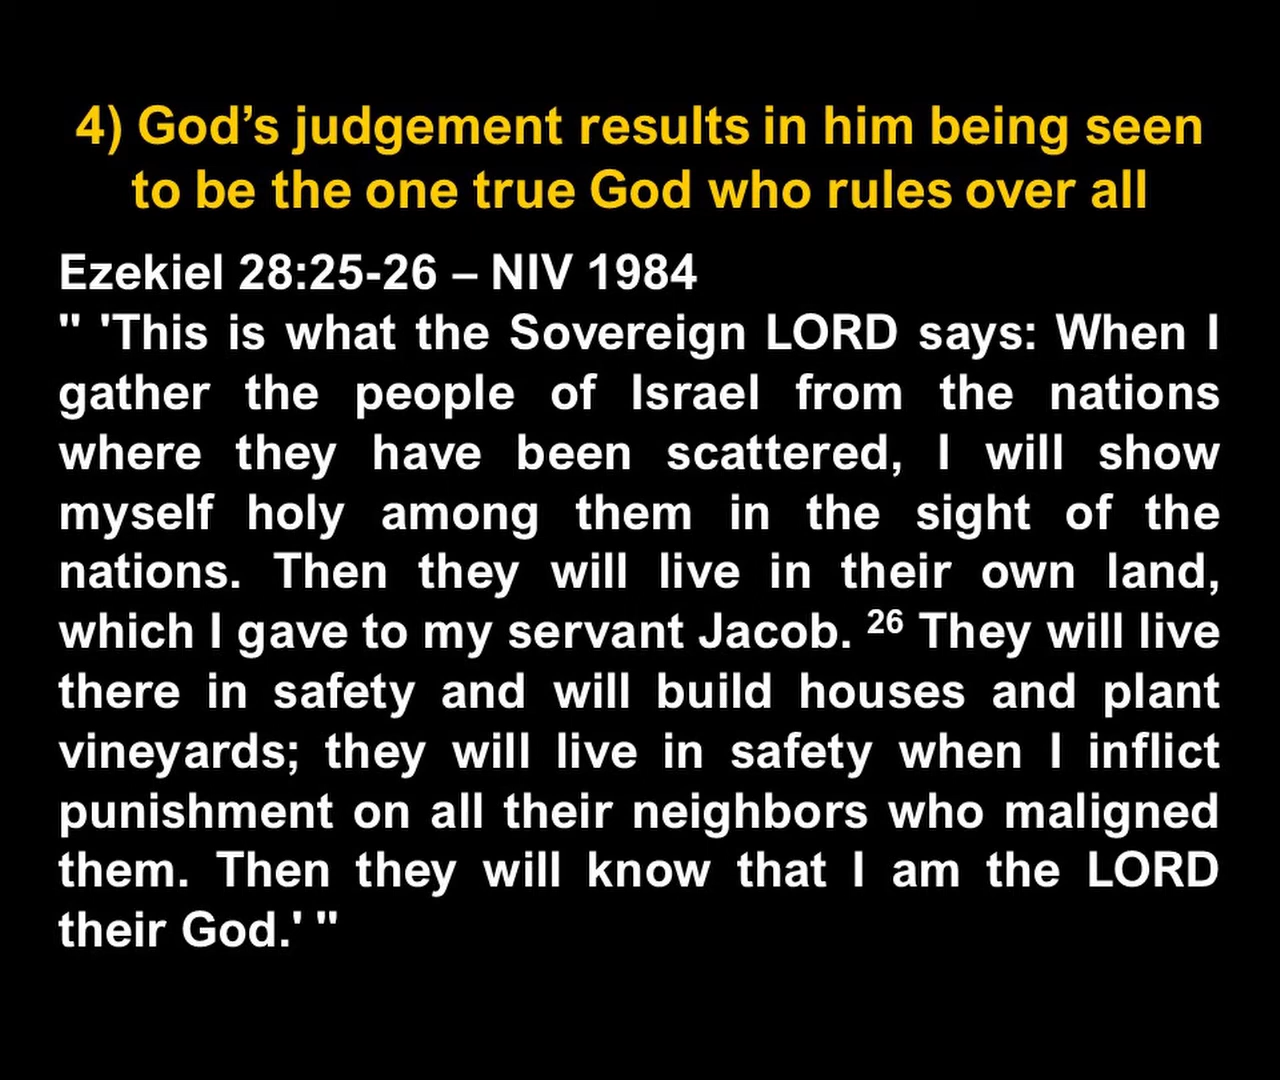 4) God’s judgement results in him being seen
to be the one true God who rules over all
Ezekiel 28:25-26 – NIV 1984
" 'This is what the Sovereign LORD says: When I
gather the people of Israel from the nations
where they have been scattered, I will show
myself holy among them in the sight of the
nations. Then they will live in their own land,
which I gave to my servant Jacob. 26 They will live
there in safety and will build houses and plant
vineyards; they will live in safety when I inflict
punishment on all their neighbors who maligned
them. Then they will know that I am the LORD
their God.' "